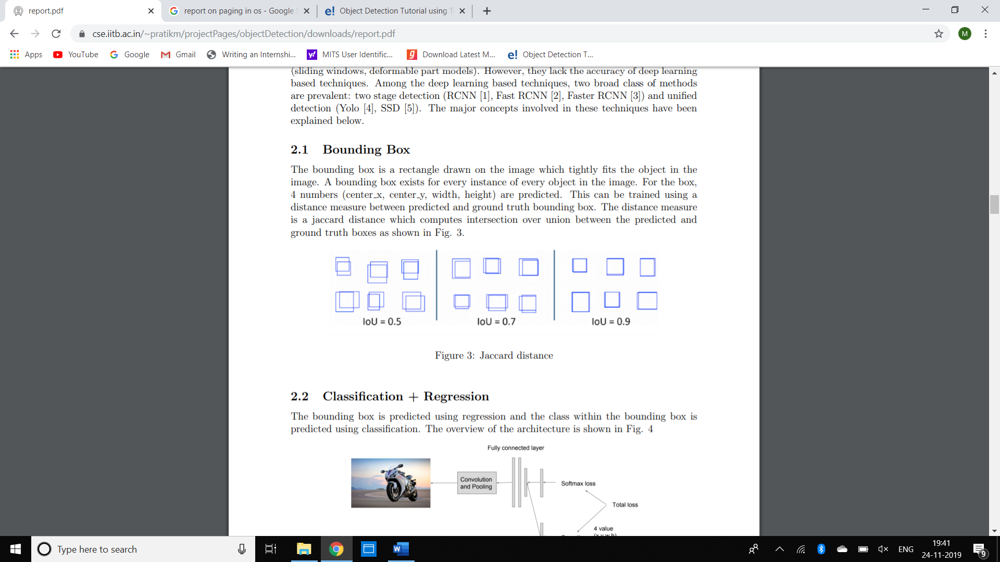 report.pdf
report on paging in os - Google
Object Detection Tutorial using
cse.iitb.ac.in/~pratikm/projectPages/objectDetection/downloads/report.pdf
M
Apps
YouTube
Google
Gmail
Writing an Internshi...
MITS User Identific...
Download Latest M...
Object Detection T...
(sliding windows, deformable part models). However, they lack the accuracy of deep learning
based techniques. Among the deep learning based techniques, two broad class of methods
are prevalent: two stage detection (RCNN [1], Fast RCNN [2], Faster RCNN [3]) and unified
detection (Yolo [4], SSD [5]). The major concepts involved in these techniques have been
explained below.
2.1 Bounding Box
The bounding box is a rectangle drawn on the image which tightly fits the object in the
image. A bounding box exists for every instance of every object in the image. For the box,
4 numbers (center_x, center_y, width, height) are predicted. This can be trained using a
distance measure between predicted and ground truth bounding box. The distance measure
is a jaccard distance which computes intersection over union between the predicted and
ground truth boxes as shown in Fig. 3.
IoU = 0.5
IoU = 0.7
IoU = 0.9
Figure 3: Jaccard distance
2.2 Classification + Regression
The bounding box is predicted using regression and the class within the bounding box is
predicted using classification. The overview of the architecture is shown in Fig. 4
Fully connected layer
Convolution
and Pooling
Softmax loss
Total loss
4 value
Type here to search
ENG
19:41
24-11-2019
9